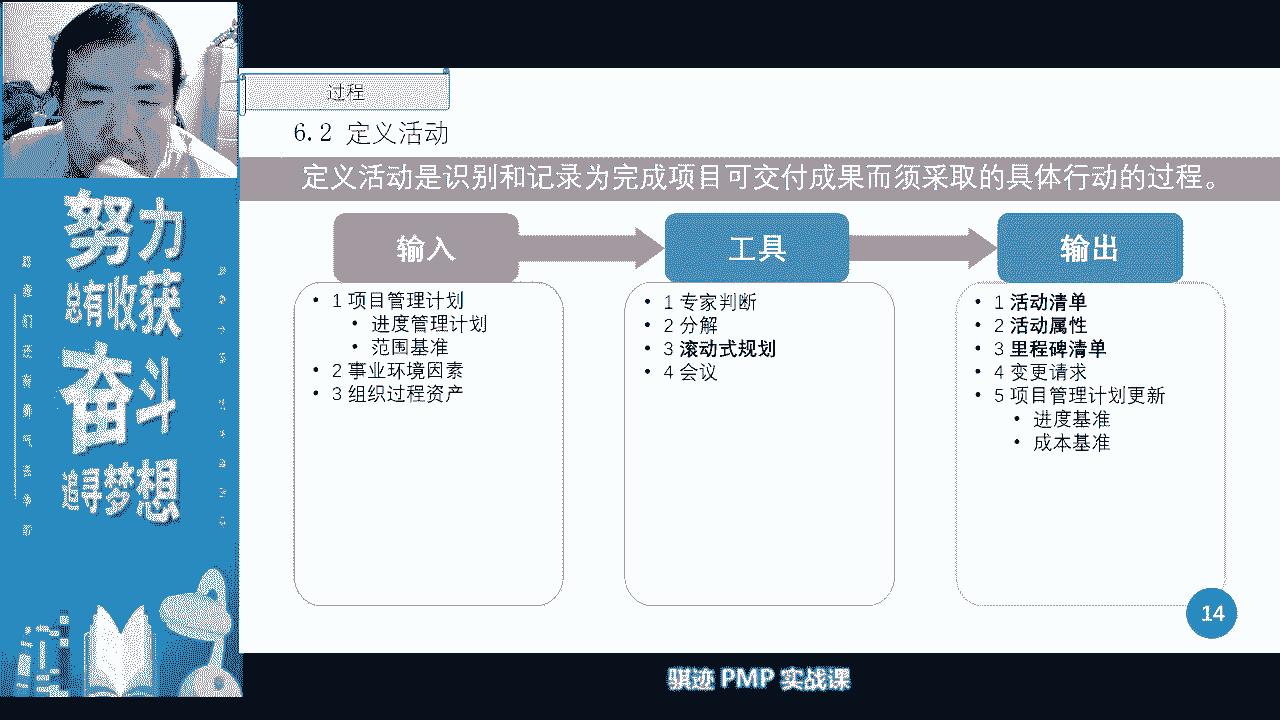 过程
6.2 定义活动
定义活动是识别和记录为完成项目可交付成果而须采取的具体行动的过程。
输入
• 1 项目管理计划
• 进度管理计划
• 范围基准
• 2 事业环境因素
• 3 组织过程资产
工具
• 1 专家判断
• 2 分解
• 3 滚动式规划
• 4 会议
输出
• 1 活动清单
• 2 活动属性
• 3 里程碑清单
• 4 变更请求
• 5 项目管理计划更新
• 进度基准
• 成本基准
14
努力
总有收获
奋斗
追寻梦想
骐迹 PMP 实战课